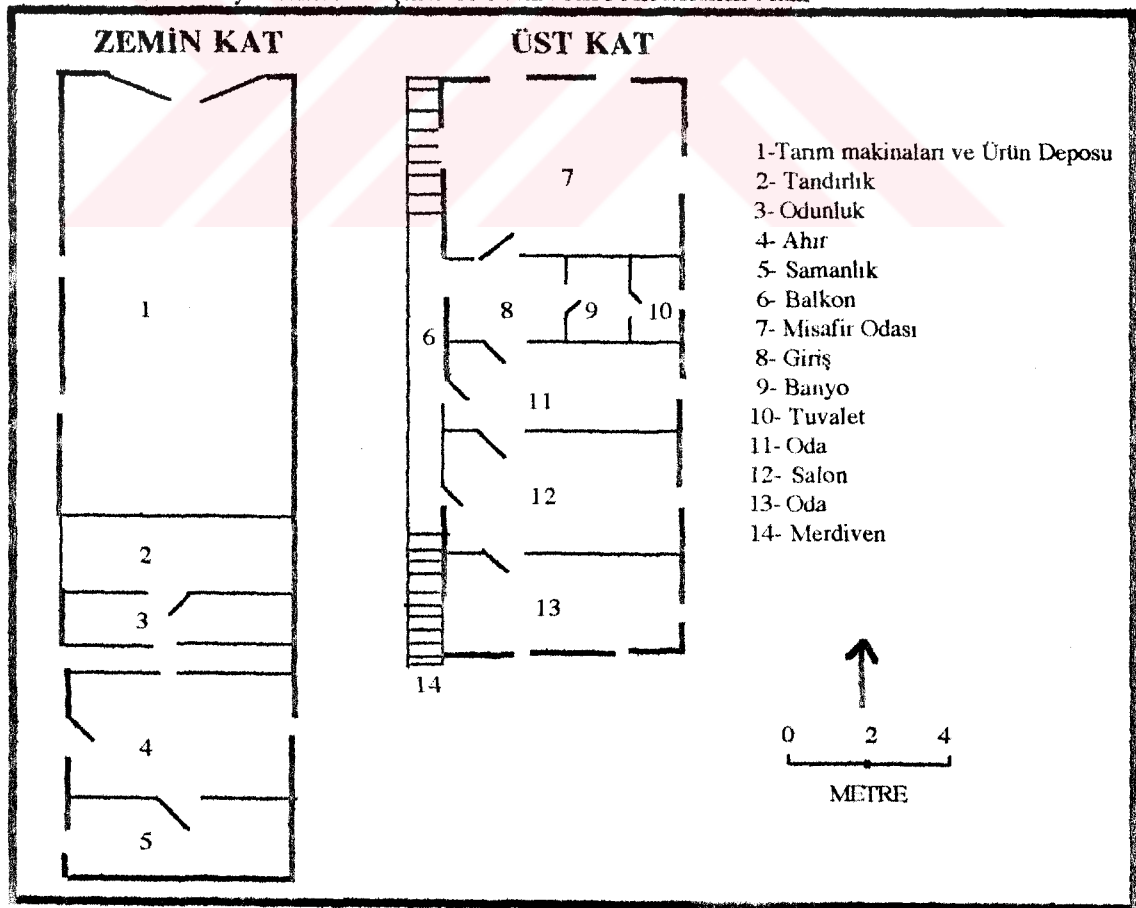 ZEMİN KAT
ÜST KAT
1
2
3
4
5
6
7
8
9
10
11
12
13
14
1-Tarım makinaları ve Ürün Deposu
2- Tandırlık
3- Odunluk
4- Ahır
5- Samanlık
6- Balkon
7- Misafir Odası
8- Giriş
9- Banyo
10- Tuvalet
11- Oda
12- Salon
13- Oda
14- Merdiven
0 2 4
METRE